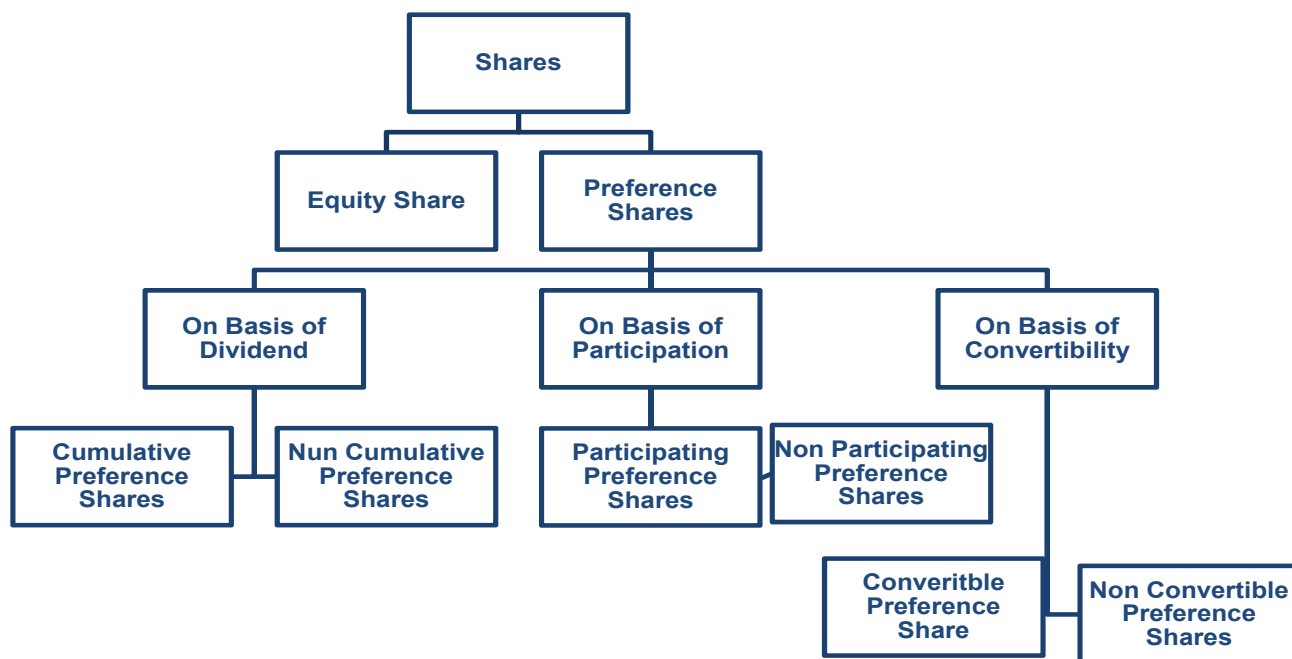 Shares
Equity Share
Preference
Shares
On Basis of
Dividend
On Basis of
Participation
On Basis of
Convertibility
Cumulative
Preference
Shares
Nun Cumulative
Preference
Shares
Participating
Preference
Shares
Non Participating
Preference
Shares
Converitble
Preference
Share
Non Convertible
Preference
Shares